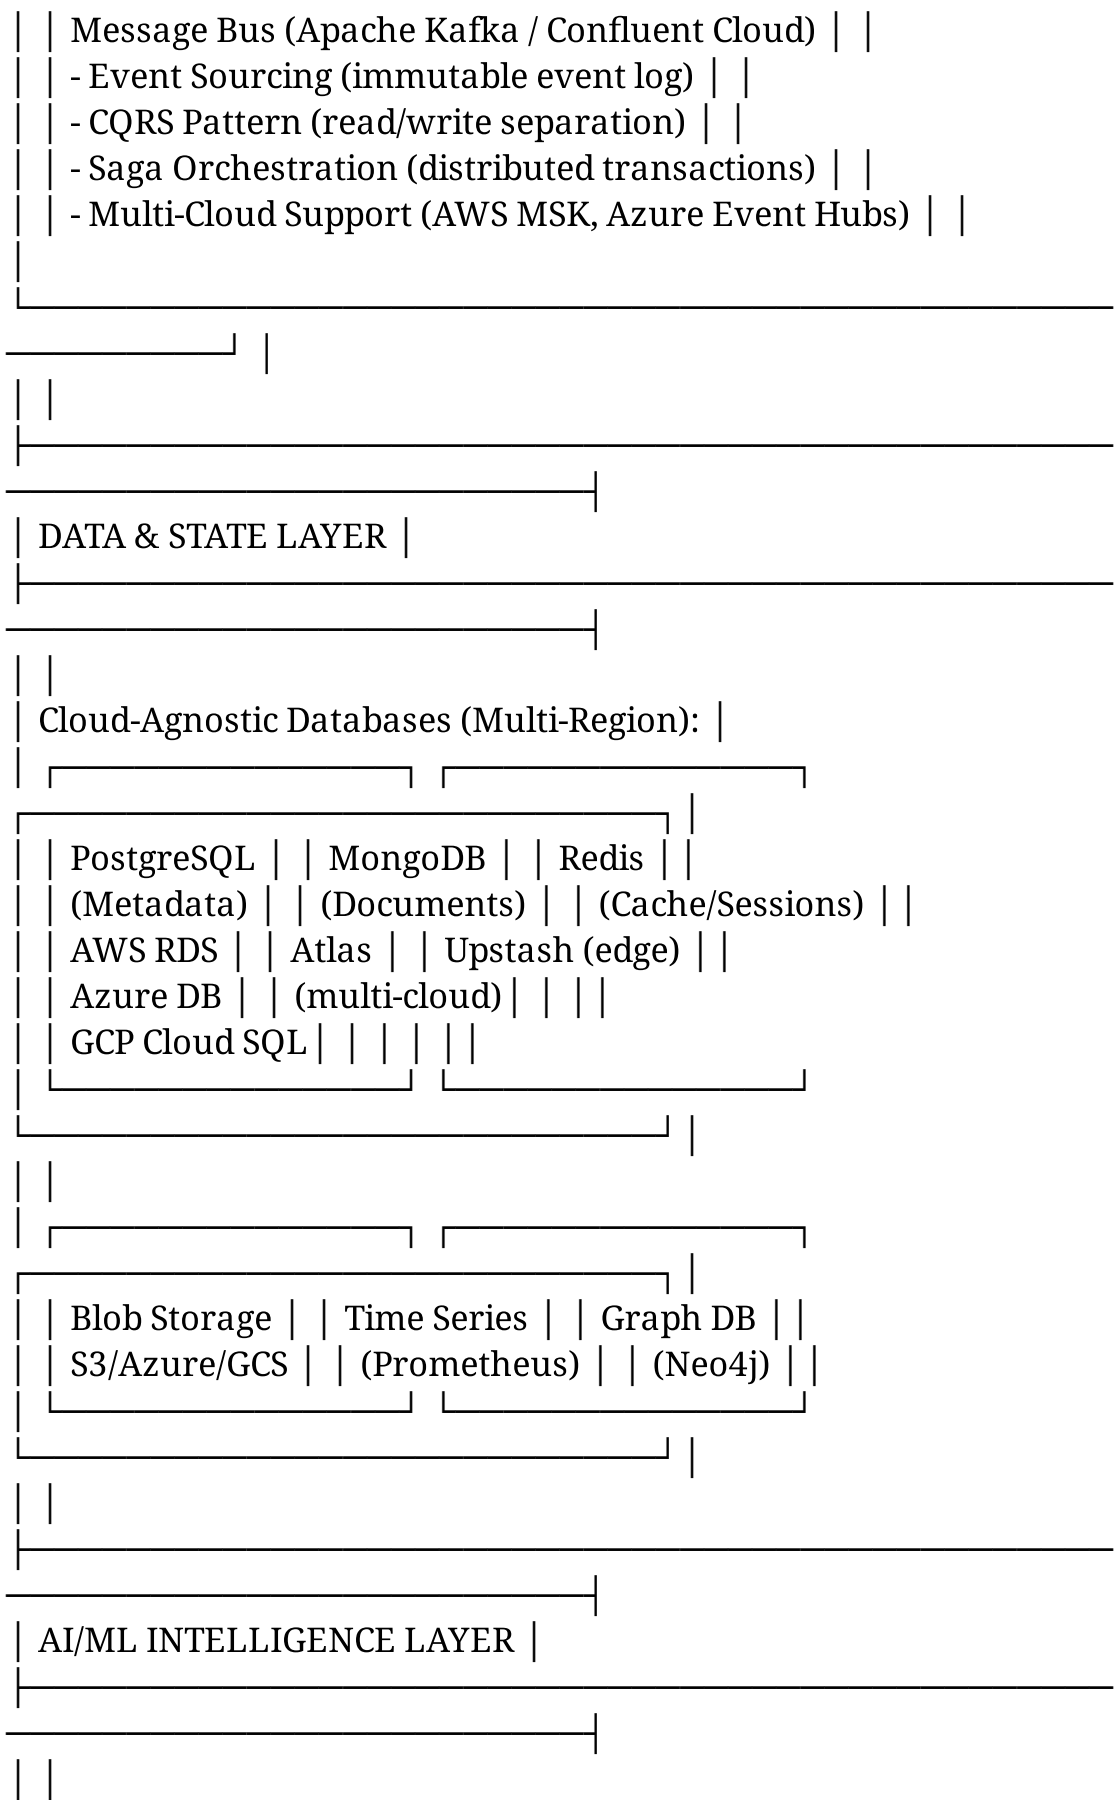 │ │ Message Bus (Apache Kafka / Confluent Cloud) │ │
│ │ - Event Sourcing (immutable event log) │ │
│ │ - CQRS Pattern (read/write separation) │ │
│ │ - Saga Orchestration (distributed transactions) │ │
│ │ - Multi-Cloud Support (AWS MSK, Azure Event Hubs) │ │
│
└─────────────────────────────────────────────
─────────┘ │
│ │
├─────────────────────────────────────────────
────────────────────────┤
│ DATA & STATE LAYER │
├─────────────────────────────────────────────
────────────────────────┤
│ │
│ Cloud-Agnostic Databases (Multi-Region): │
│ ┌──────────────┐ ┌──────────────┐
┌──────────────────────────┐ │
│ │ PostgreSQL │ │ MongoDB │ │ Redis │ │
│ │ (Metadata) │ │ (Documents) │ │ (Cache/Sessions) │ │
│ │ AWS RDS │ │ Atlas │ │ Upstash (edge) │ │
│ │ Azure DB │ │ (multi-cloud)│ │ │ │
│ │ GCP Cloud SQL│ │ │ │ │ │
│ └──────────────┘ └──────────────┘
└──────────────────────────┘ │
│ │
│ ┌──────────────┐ ┌──────────────┐
┌──────────────────────────┐ │
│ │ Blob Storage │ │ Time Series │ │ Graph DB │ │
│ │ S3/Azure/GCS │ │ (Prometheus) │ │ (Neo4j) │ │
│ └──────────────┘ └──────────────┘
└──────────────────────────┘ │
│ │
├─────────────────────────────────────────────
────────────────────────┤
│ AI/ML INTELLIGENCE LAYER │
├─────────────────────────────────────────────
────────────────────────┤
│ │